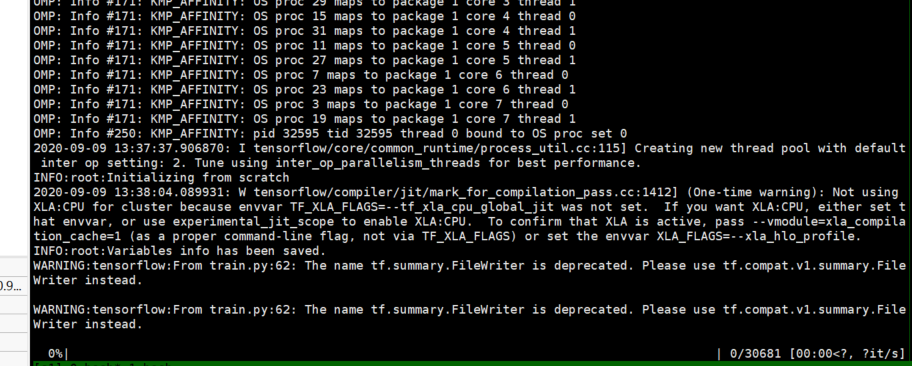 OMP: Info #171: KMP_AFFINITY: OS proc 29 maps to package 1 core 3 thread 1
OMP: Info #171: KMP_AFFINITY: OS proc 15 maps to package 1 core 4 thread 0
OMP: Info #171: KMP_AFFINITY: OS proc 31 maps to package 1 core 4 thread 1
OMP: Info #171: KMP_AFFINITY: OS proc 11 maps to package 1 core 5 thread 0
OMP: Info #171: KMP_AFFINITY: OS proc 27 maps to package 1 core 5 thread 1
OMP: Info #171: KMP_AFFINITY: OS proc 7 maps to package 1 core 6 thread 0
OMP: Info #171: KMP_AFFINITY: OS proc 23 maps to package 1 core 6 thread 1
OMP: Info #171: KMP_AFFINITY: OS proc 3 maps to package 1 core 7 thread 0
OMP: Info #171: KMP_AFFINITY: OS proc 19 maps to package 1 core 7 thread 1
OMP: Info #250: KMP_AFFINITY: pid 32595 tid 32595 thread 0 bound to OS proc set 0
2020-09-09 13:37:37.906870: I tensorflow/core/common_runtime/process_util.cc:115] Creating new thread pool with default
inter op setting: 2. Tune using inter_op_parallelism_threads for best performance.
INFO:root:Initializing from scratch
2020-09-09 13:38:04.089931: W tensorflow/compiler/jit/mark_for_compilation_pass.cc:1412] (One-time warning): Not using
XLA:CPU for cluster because envvar TF_XLA_FLAGS=--tf_xla_cpu_global_jit was not set.  If you want XLA:CPU, either set t
hat envvar, or use experimental_jit_scope to enable XLA:CPU.  To confirm that XLA is active, pass --vmodule=xla_compila
tion_cache=1 (as a proper command-line flag, not via TF_XLA_FLAGS) or set the envvar XLA_FLAGS=--xla_hlo_profile.
INFO:root:Variables info has been saved.
WARNING:tensorflow:From train.py:62: The name tf.summary.FileWriter is deprecated. Please use tf.compat.v1.summary.File
Writer instead.
WARNING:tensorflow:From train.py:62: The name tf.summary.FileWriter is deprecated. Please use tf.compat.v1.summary.File
Writer instead.
0%| | 0/30681 [00:00<?, ?it/s]